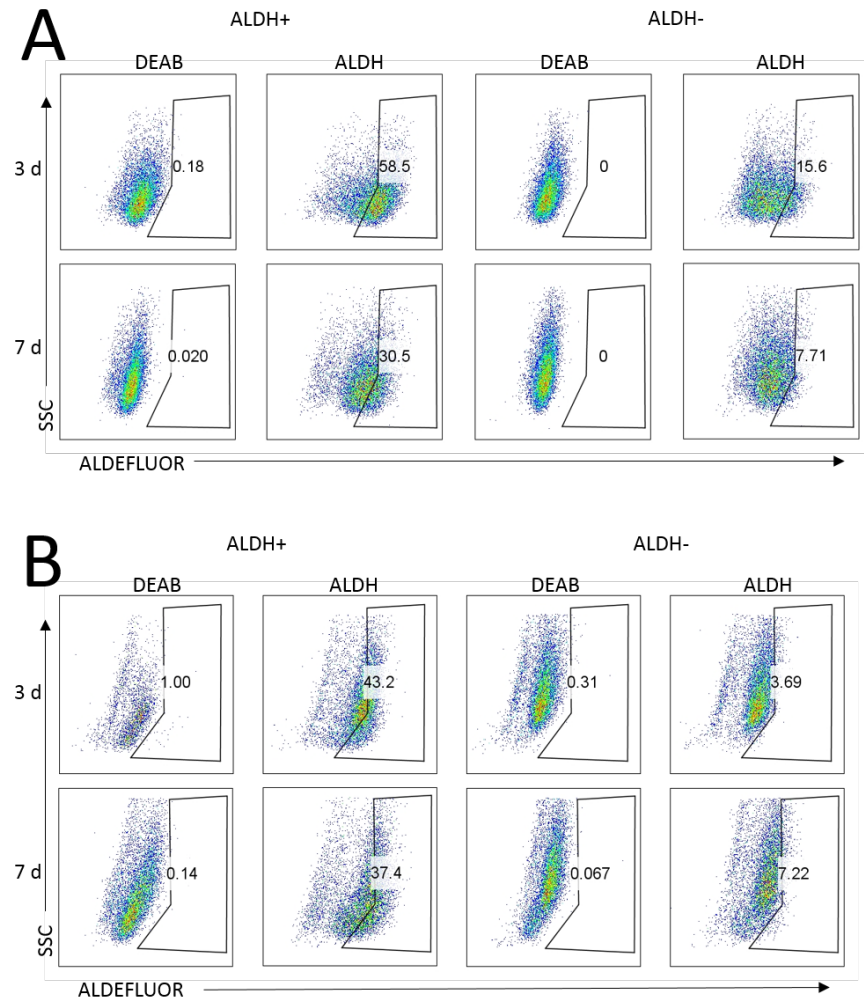 A
ALDH+ ALDH-
DEAB ALDH DEAB ALDH
3 d
0.18 58.5 0 15.6
7 d
0.020 30.5 0 7.71
SSC
ALDEFLUOR
B
ALDH+ ALDH-
DEAB ALDH DEAB ALDH
3 d
1.00 43.2 0.31 3.69
7 d
0.14 37.4 0.067 7.22
SSC
ALDEFLUOR